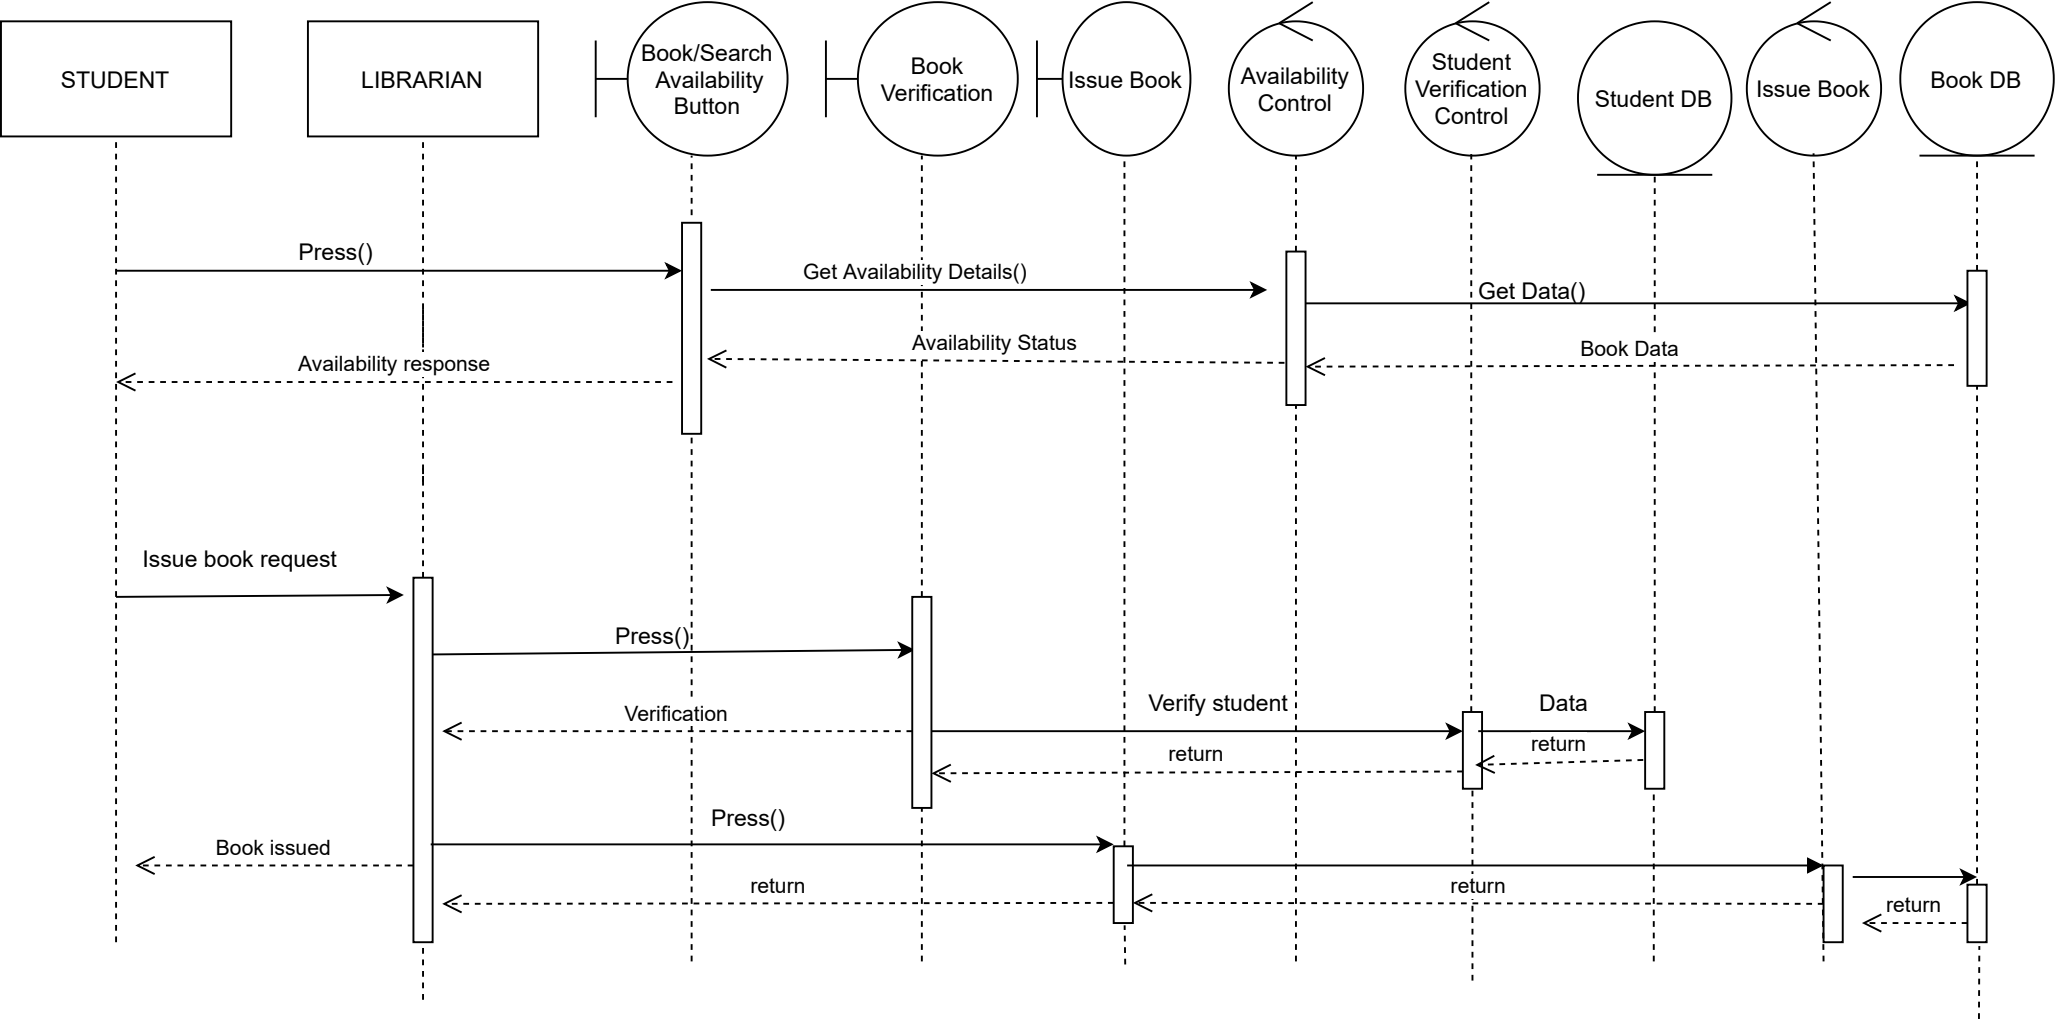 STUDENT
LIBRARIAN
Book/Search
Availability
Button
Book
Verification
Issue Book
Availability
Control
Student
Verification
Control
Student DB
Issue Book
Book DB
Press()
Get Availability Details()
Get Data()
Availability Status
Book Data
Availability response
Issue book request
Press()
Verify student
Data
Verification
return
return
Press()
Book issued
return
return
return